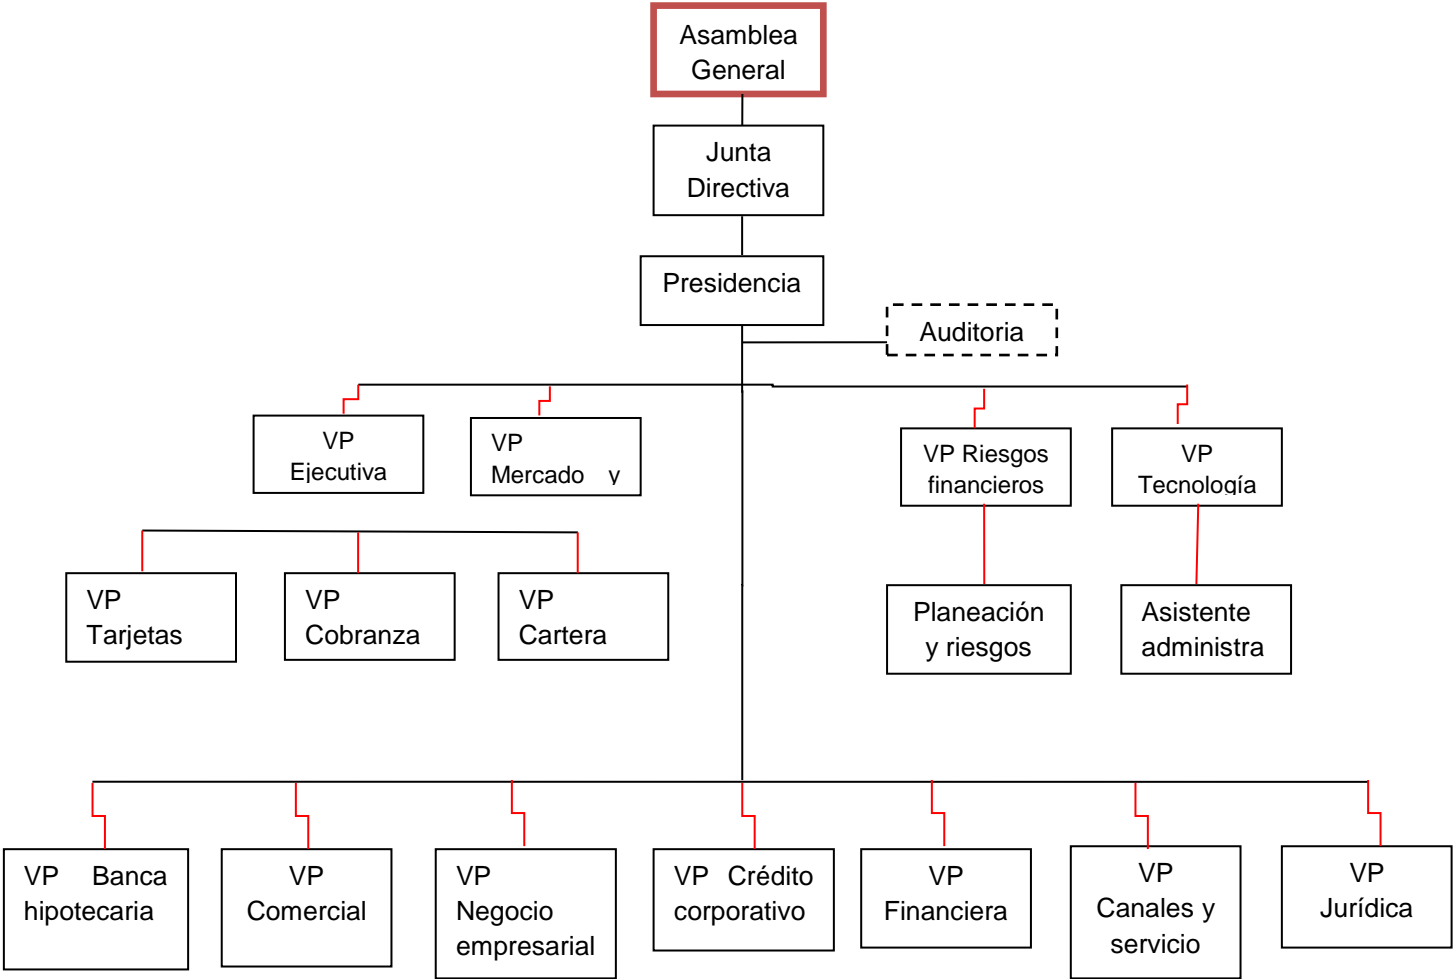 Asamblea
General
Junta
Directiva
Presidencia
Auditoria
VP
Ejecutiva
VP
Mercado y
VP Riesgos
financieros
VP
Tecnología
VP
Tarjetas
VP
Cobranza
VP
Cartera
Planeación
y riesgos
Asistente
administra
VP Banca
hipotecaria
VP
Comercial
VP
Negocio
empresarial
VP Crédito
corporativo
VP
Financiera
VP
Canales y
servicio
VP
Jurídica